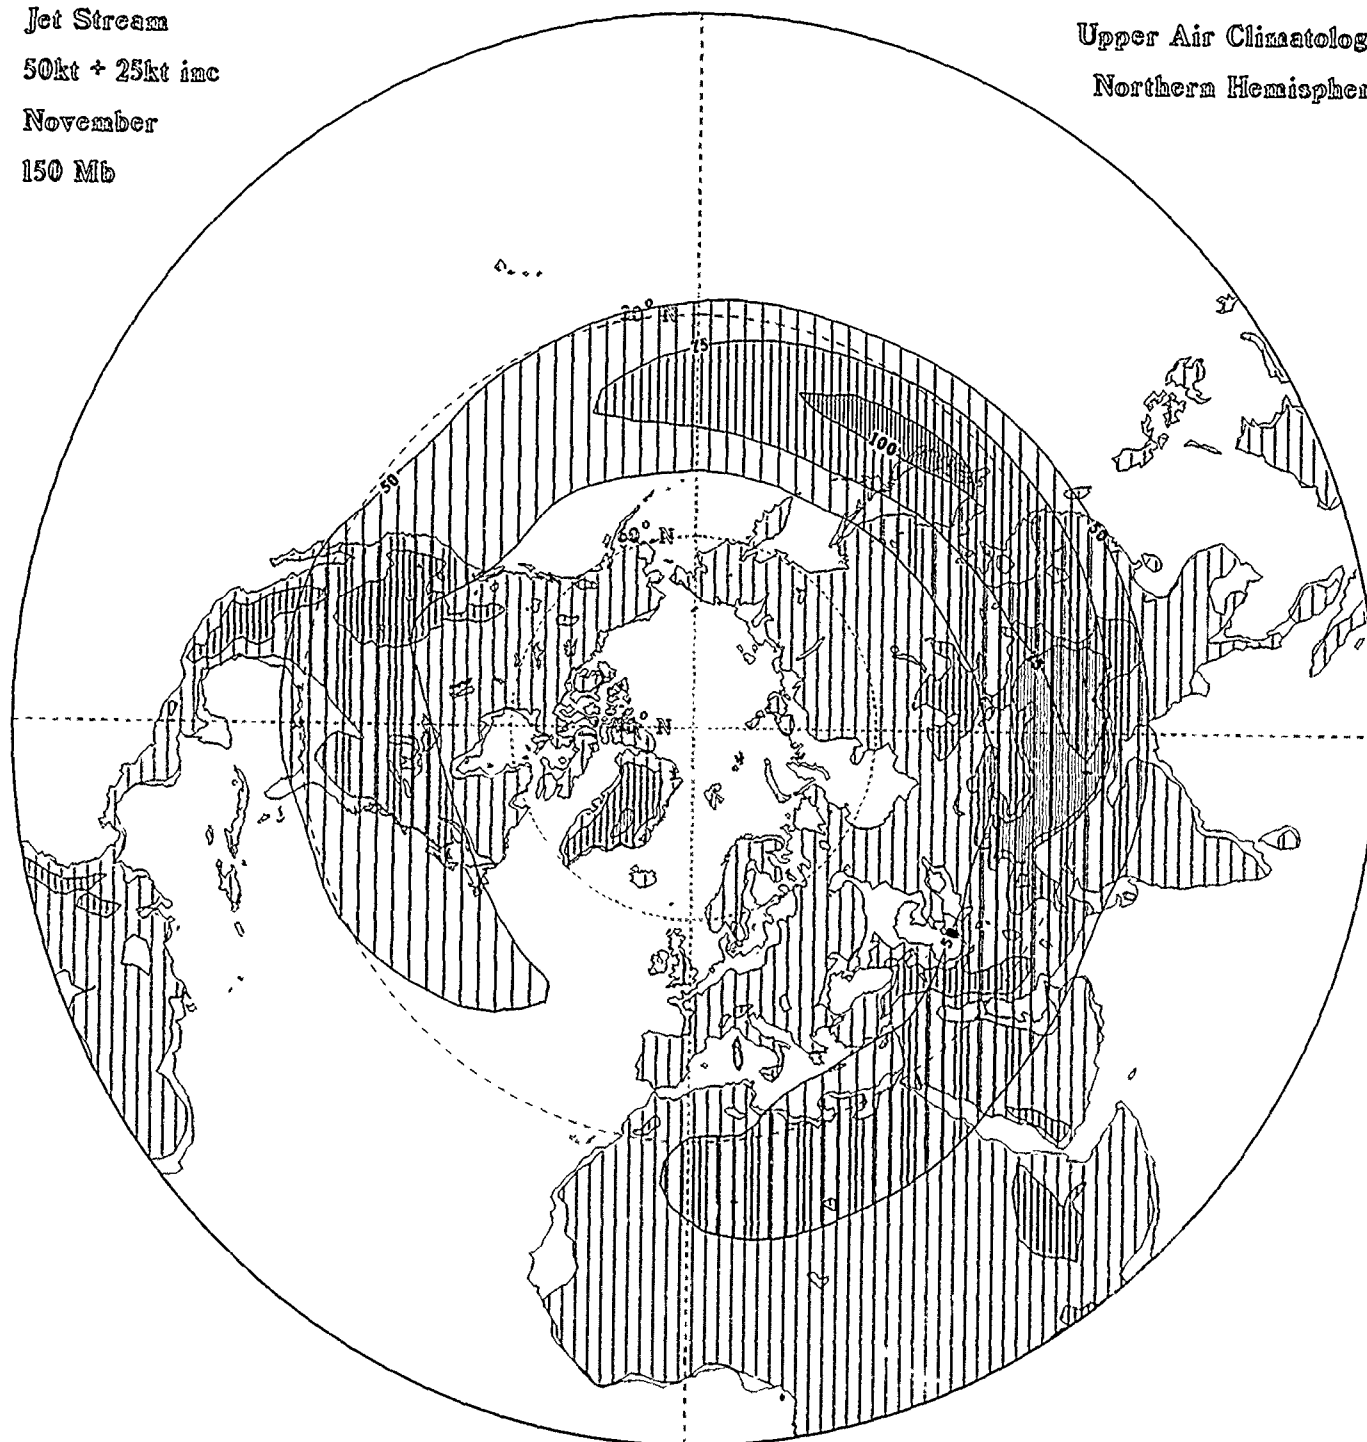 Jet Stream
50kt + 25kt inc
November
150 Mb
Upper Air Climatolog
Northern Hemispher
N
75
100
50
60° N
50
° N
50